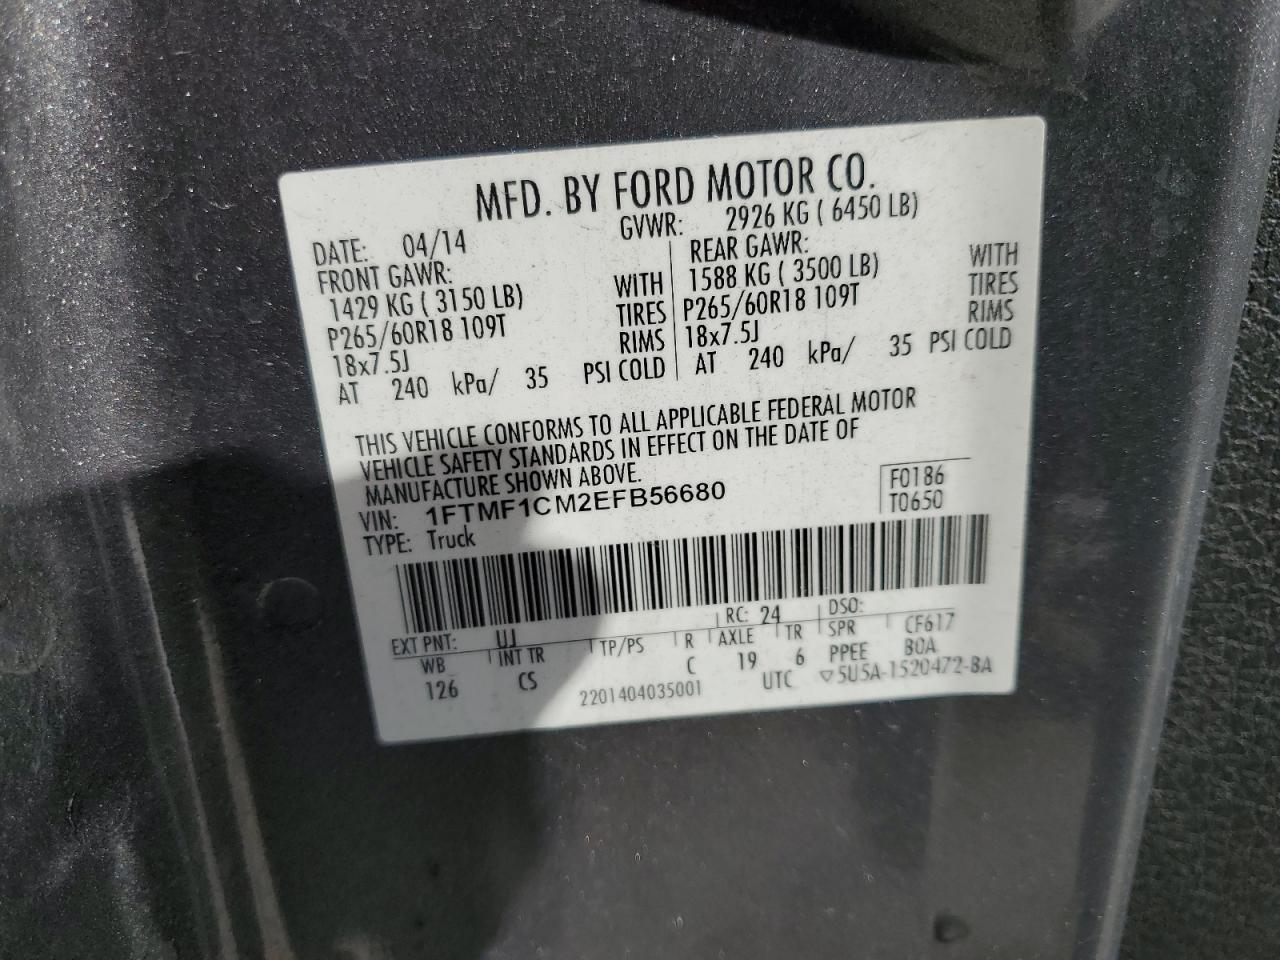 MFD. BY FORD MOTOR CO.
DATE: 04/14 GVWR: 2926 KG ( 6450 LB)
FRONT GAWR: REAR GAWR:
1429 KG ( 3150 LB) WITH 1588 KG ( 3500 LB) WITH
P265/60R18 109T TIRES P265/60R18 109T TIRES
18x7.5J RIMS 18x7.5J RIMS
AT 240 kPa/ 35 PSI COLD AT 240 kPa/ 35 PSI COLD
THIS VEHICLE CONFORMS TO ALL APPLICABLE FEDERAL MOTOR
VEHICLE SAFETY STANDARDS IN EFFECT ON THE DATE OF
MANUFACTURE SHOWN ABOVE.
VIN: 1FTMF1CM2EFB56680 F0186
TYPE: Truck T0650
EXT PNT: UJ RC: 24 DSO:
WB INT TR TP/PS R AXLE TR SPR CF617
126 CS C 19 6 PPEE B0A
2201404035001 UTC ▽5U5A-1520472-BA